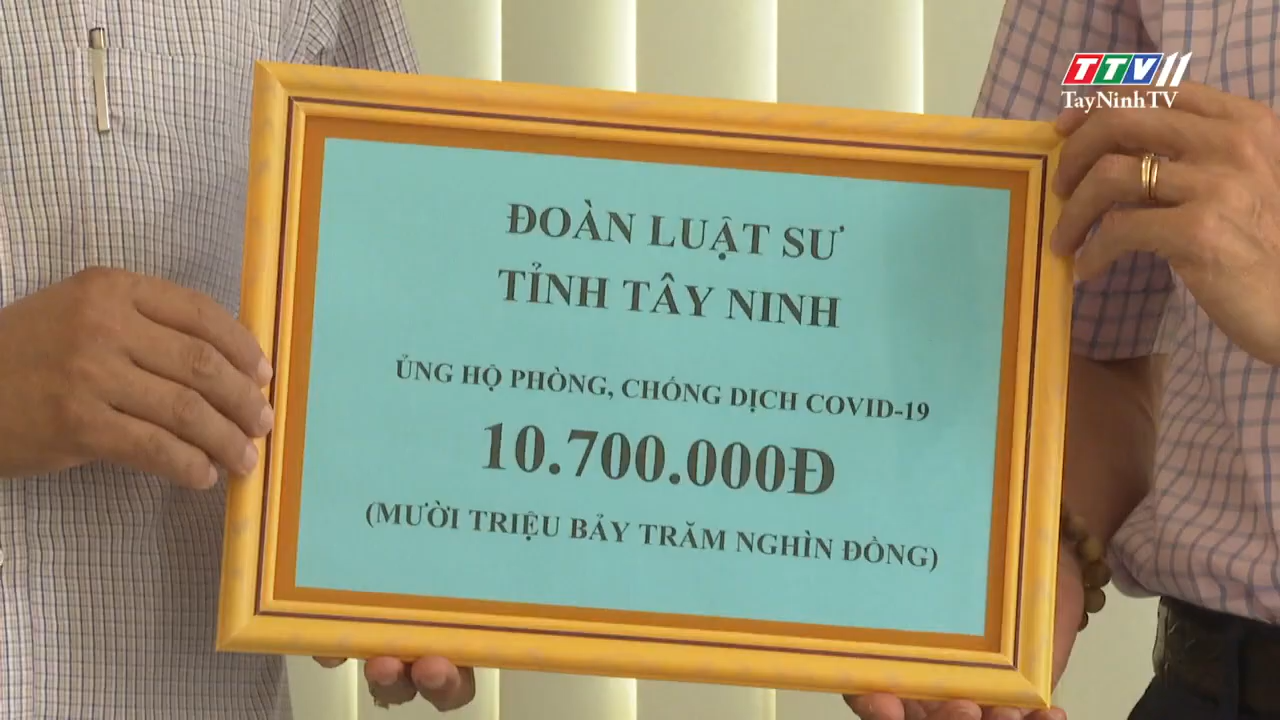 TTV11
TayNinhTV
ĐOÀN LUẬT SƯ
TỈNH TÂY NINH
ỦNG HỘ PHÒNG, CHỐNG DỊCH COVID-19
10.700.000Đ
(MƯỜI TRIỆU BẢY TRĂM NGHÌN ĐỒNG)